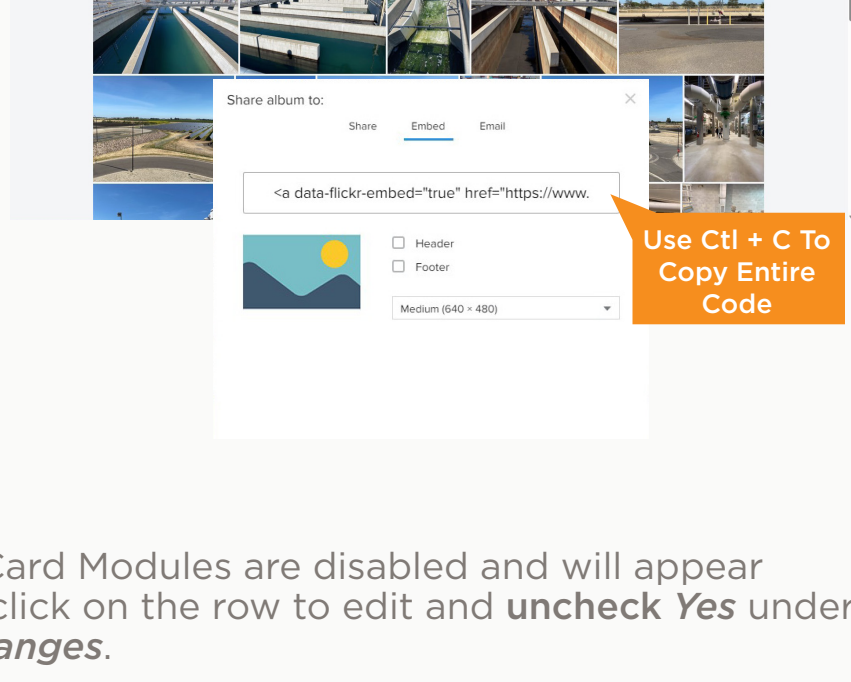 Share album to:
Share Embed Email
<a data-flickr-embed="true" href="https://www.
Use Ctl + C To
Copy Entire
Code
Header
Footer
Medium (640 × 480)
Card Modules are disabled and will appear
click on the row to edit and uncheck Yes under
anges.